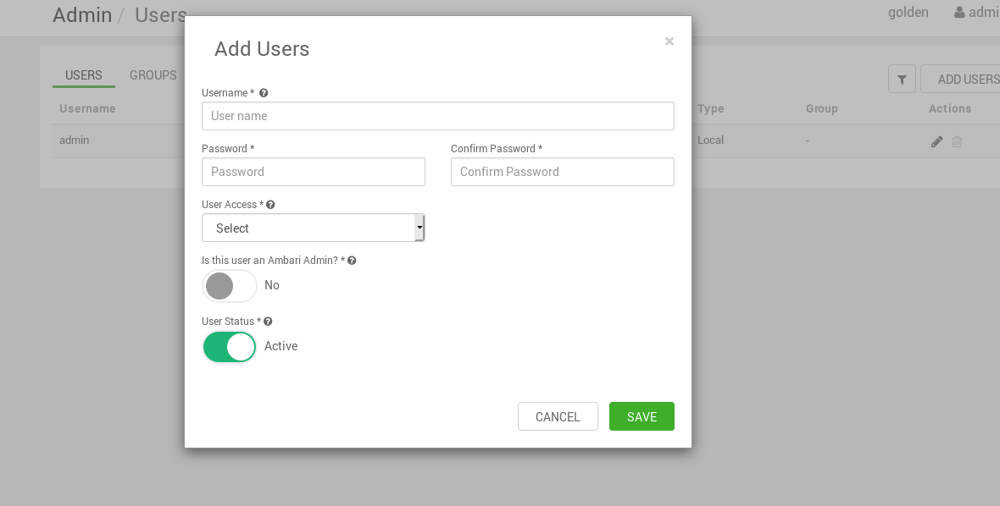 Admin / Users
golden
admi
Add Users
×
USERS
GROUPS
ADD USERS
Username *
User name
Username
Type
Group
Actions
admin
Local
-
Password *
Confirm Password *
Password
Confirm Password
User Access *
Select
Is this user an Ambari Admin? *
No
User Status *
Active
CANCEL
SAVE